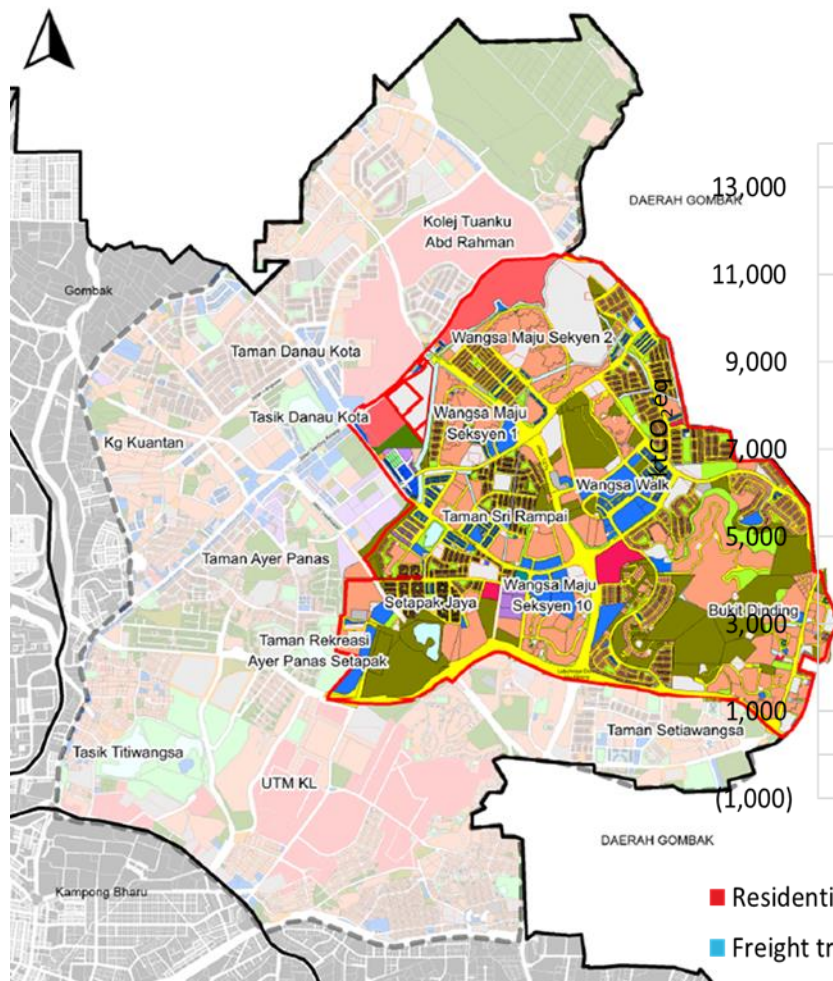 DAERAH GOMBAK
Kolej Tuanku
Abd Rahman
Gombak
Wangsa Maju Sekyen 2
Taman Danau Kota
Tasik Danau Kota
Wangsa Maju
Seksyen 1
Kg Kuantan
Wangsa Walk
Taman Sri Rampai
Taman Ayer Panas
Wangsa Maju
Seksyen 10
Setapak Jaya
Bukit Dinding
Taman Rekreasi
Ayer Panas Setapak
Taman Setiawangsa
Tasik Titiwangsa
UTM KL
DAERAH GOMBAK
Kampong Bharu
13,000
11,000
9,000
7,000
5,000
3,000
1,000
(1,000)
ktCO₂eq
Residenti
Freight tr